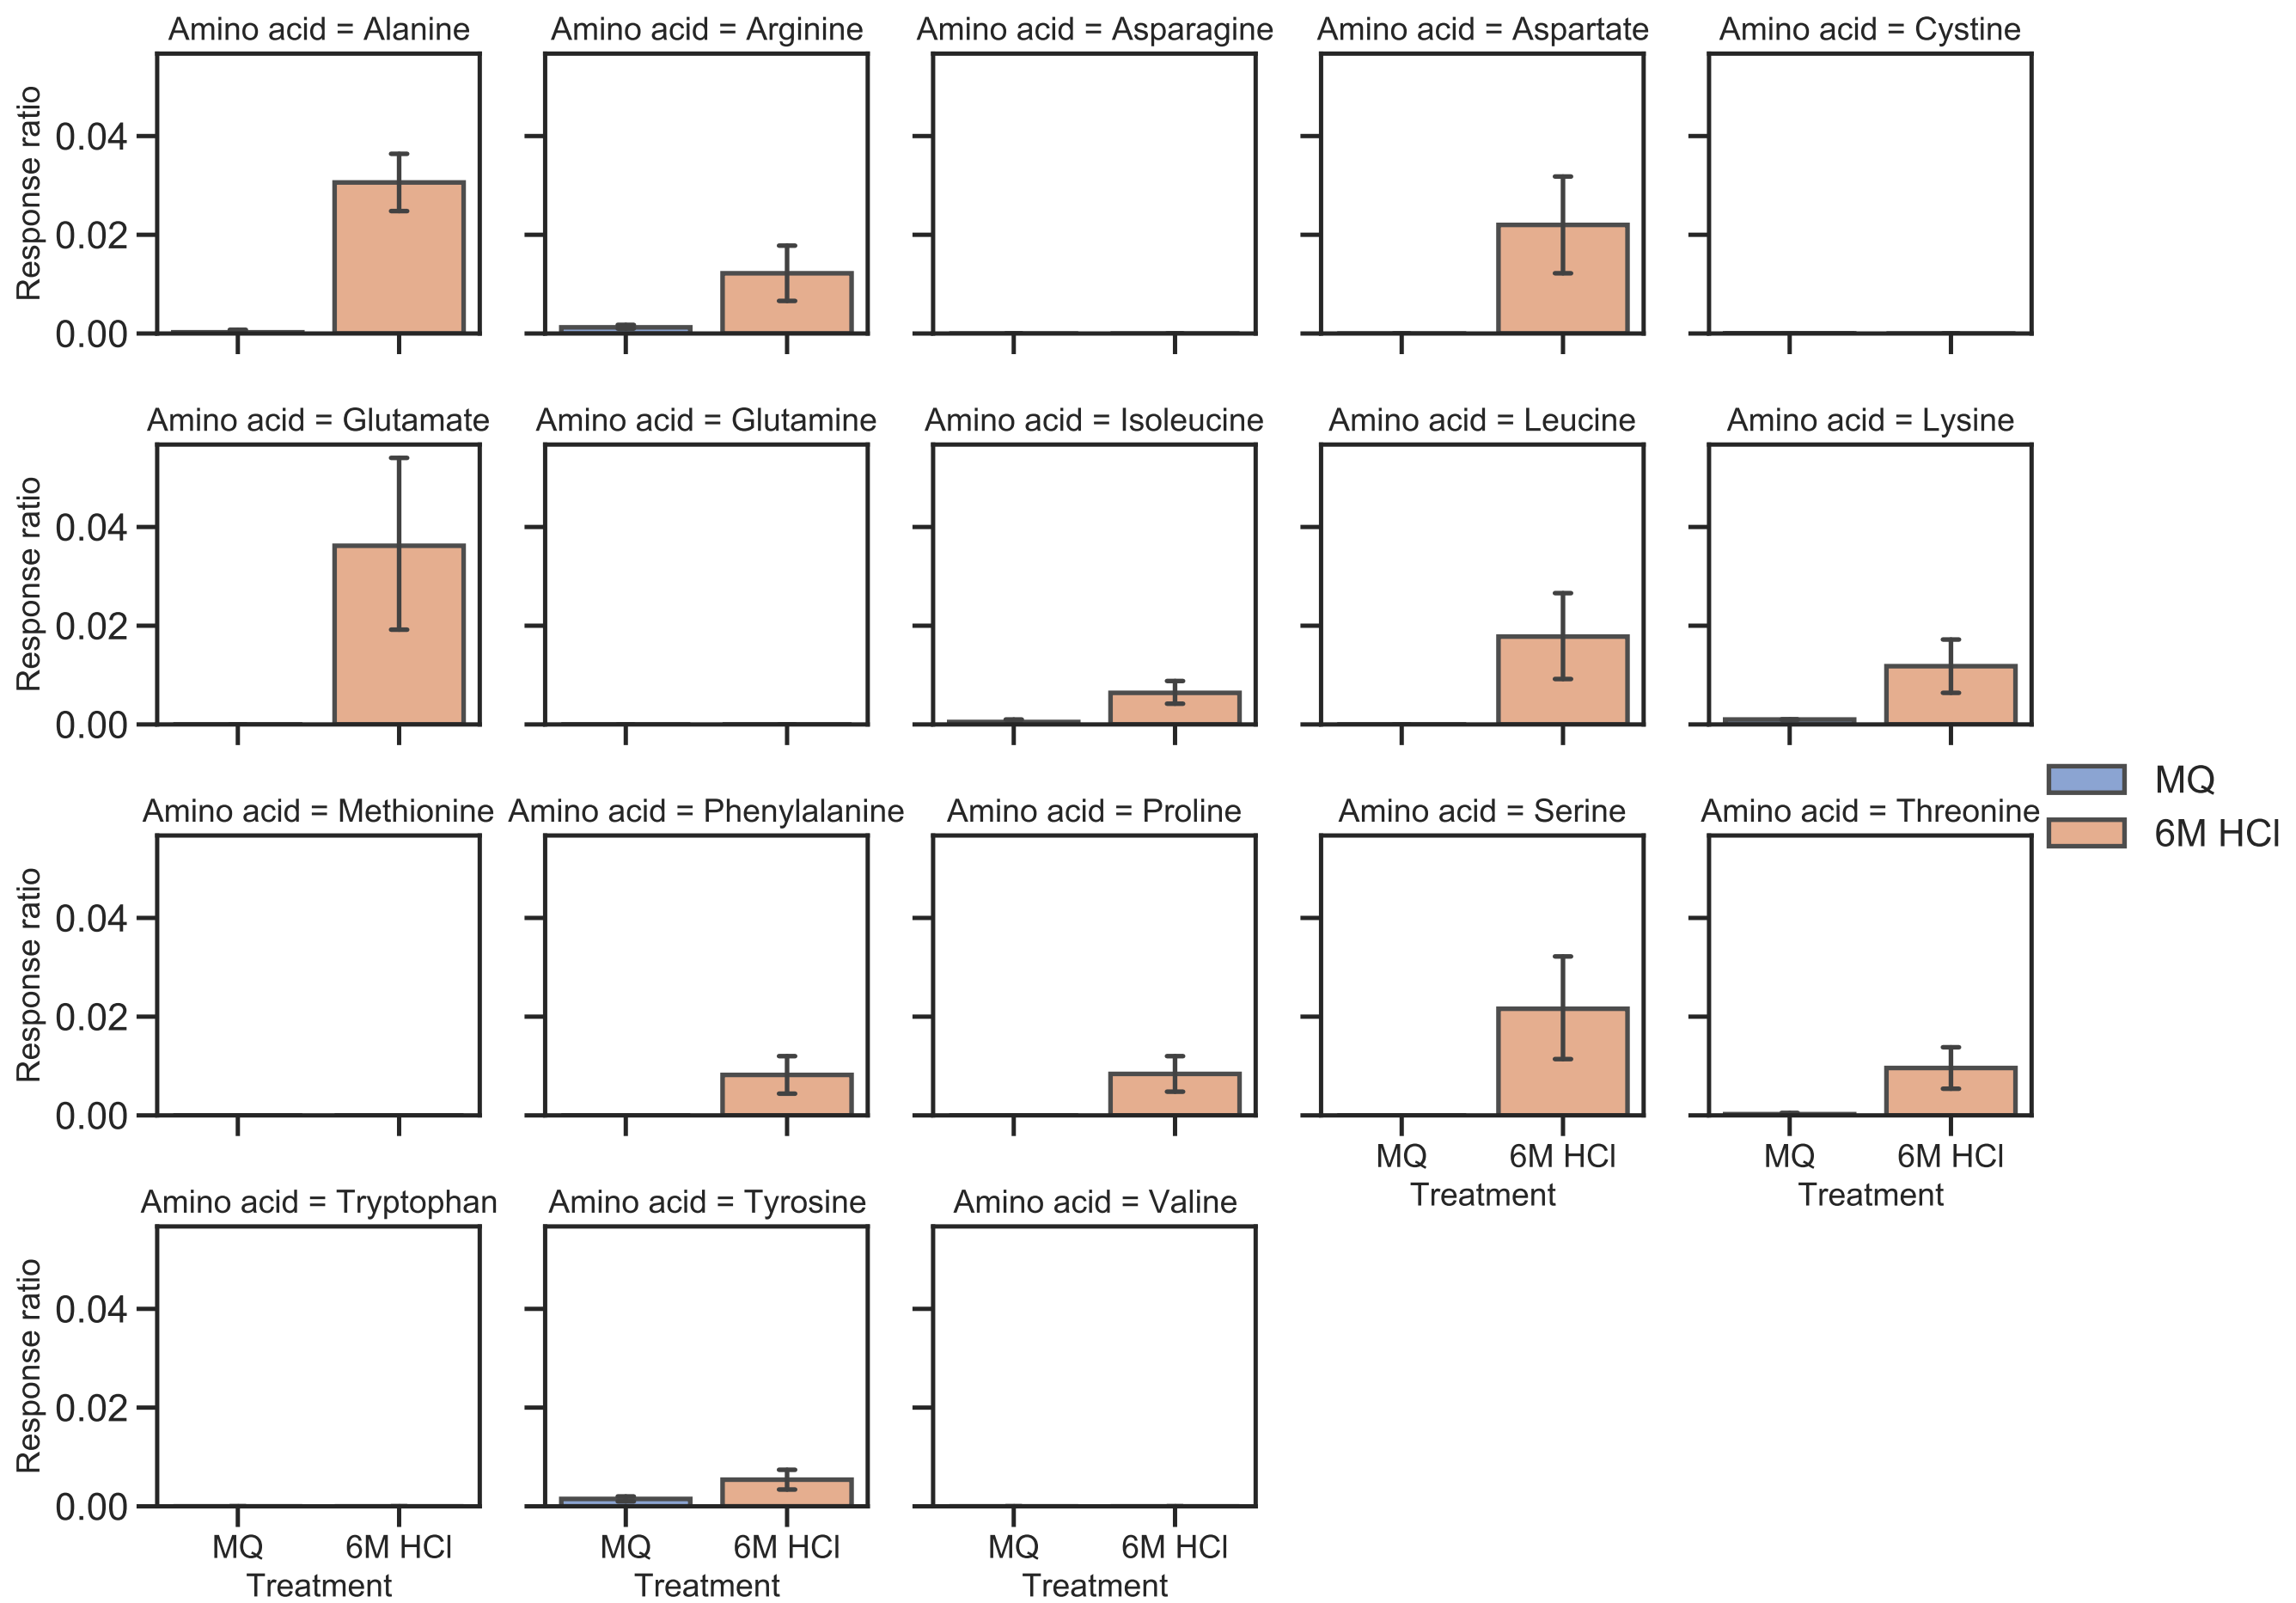 Amino acid = Alanine
Amino acid = Arginine
Amino acid = Asparagine
Amino acid = Aspartate
Amino acid = Cystine
Response ratio
0.04
0.02
0.00
Amino acid = Glutamate
Amino acid = Glutamine
Amino acid = Isoleucine
Amino acid = Leucine
Amino acid = Lysine
Response ratio
0.04
0.02
0.00
MQ
6M HCl
Amino acid = Methionine
Amino acid = Phenylalanine
Amino acid = Proline
Amino acid = Serine
Amino acid = Threonine
Response ratio
0.04
0.02
0.00
MQ
6M HCl
Treatment
MQ
6M HCl
Treatment
Amino acid = Tryptophan
Amino acid = Tyrosine
Amino acid = Valine
Response ratio
0.04
0.02
0.00
MQ
6M HCl
Treatment
MQ
6M HCl
Treatment
MQ
6M HCl
Treatment